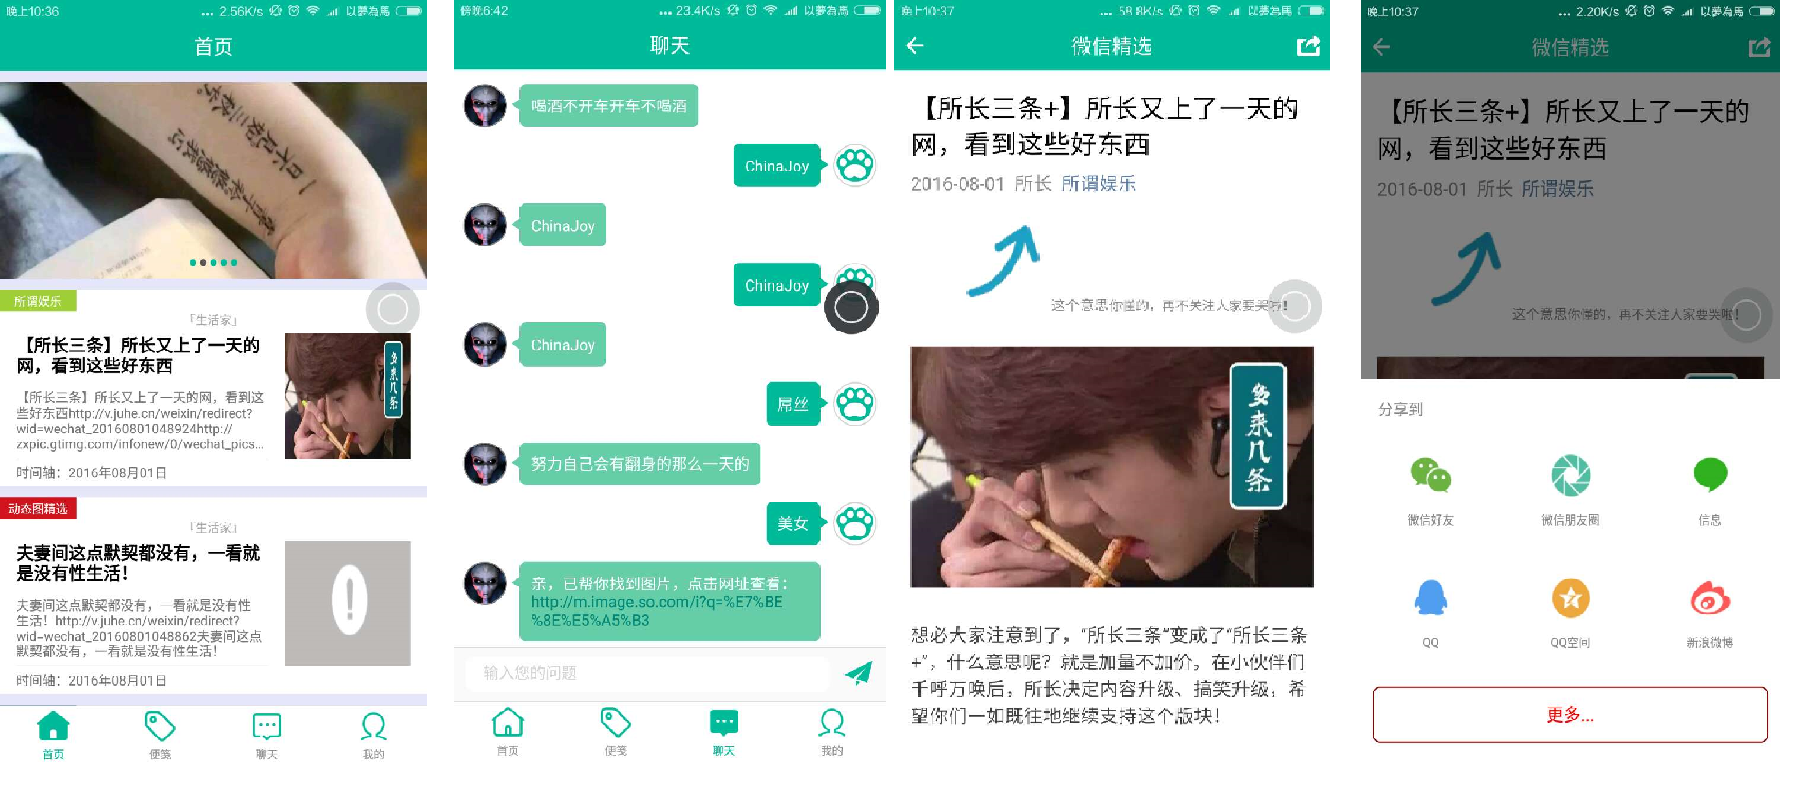 晚上10:36
... 2.56K/s
以夢為馬
首页
所谓娱乐
「生活家」
【所长三条】所长又上了一天的
网，看到这些好东西
【所长三条】所长又上了一天的网，看到这
些好东西http://v.juhe.cn/weixin/redirect?
wid=wechat_20160801048924http://
zxpic.gtimg.com/infonew/0/wechat_pics...
时间轴：2016年08月01日
多来几条
动态图精选
「生活家」
夫妻间这点默契都没有，一看就
是没有性生活！
夫妻间这点默契都没有，一看就是没有性
生活！http://v.juhe.cn/weixin/redirect?
wid=wechat_20160801048862夫妻间这点
默契都没有，一看就是没有性生活！
时间轴：2016年08月01日
首页
便笺
聊天
我的
傍晚6:42
... 23.4K/s
以夢為馬
聊天
喝酒不开车开车不喝酒
ChinaJoy
ChinaJoy
ChinaJoy
ChinaJoy
屌丝
努力自己会有翻身的那么一天的
美女
亲，已帮你找到图片，点击网址查看：
http://m.image.so.com/i?q=%E7%BE
%8E%E5%A5%B3
输入您的问题
首页
便笺
聊天
我的
晚上10:37
... 58.8K/s
以夢為馬
微信精选
【所长三条+】所长又上了一天的
网，看到这些好东西
2016-08-01 所长 所谓娱乐
这个意思你懂的，再不关注人家要哭啦！
多来几条
想必大家注意到了，“所长三条”变成了“所长三条
+”，什么意思呢？就是加量不加价。在小伙伴们
千呼万唤后，所长决定内容升级、搞笑升级，希
望你们一如既往地继续支持这个版块！
晚上10:37
... 2.20K/s
以夢為馬
微信精选
【所长三条+】所长又上了一天的
网，看到这些好东西
2016-08-01 所长 所谓娱乐
这个意思你懂的，再不关注人家要哭啦！
分享到
微信好友
微信朋友圈
信息
QQ
QQ空间
新浪微博
更多...